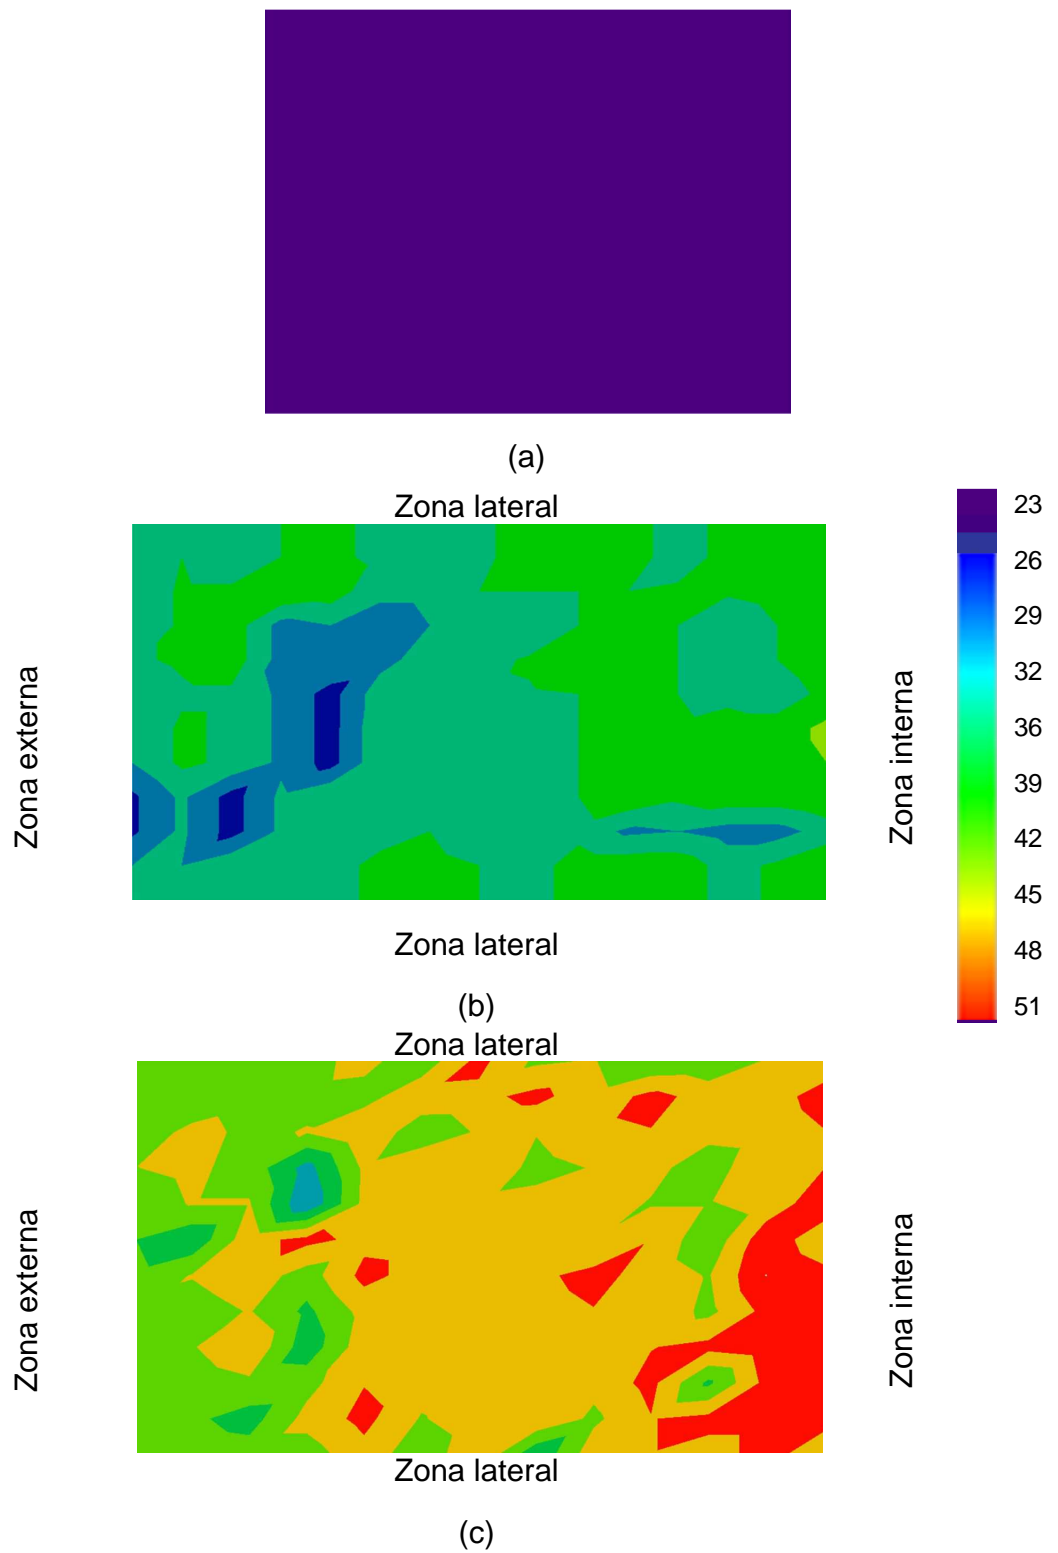 (a)
Zona lateral
Zona externa
Zona interna
23
26
29
32
36
39
42
45
48
51
Zona lateral
(b)
Zona lateral
Zona externa
Zona interna
Zona lateral
(c)